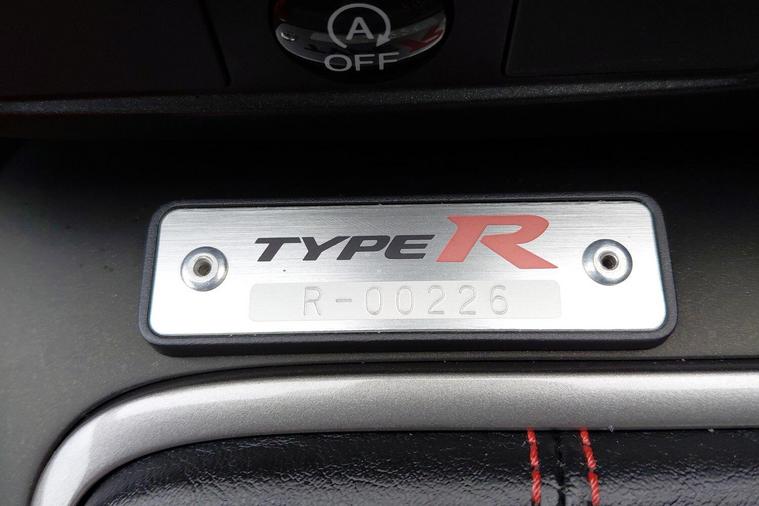 A
OFF
TYPE R
R-00226